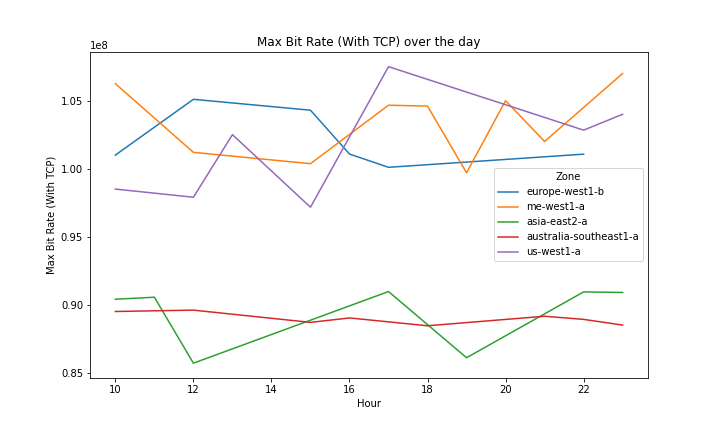 Max Bit Rate (With TCP) over the day
1e8
1.05
1.00
0.95
0.90
0.85
Max Bit Rate (With TCP)
10
12
14
16
18
20
22
Hour
Zone
europe-west1-b
me-west1-a
asia-east2-a
australia-southeast1-a
us-west1-a